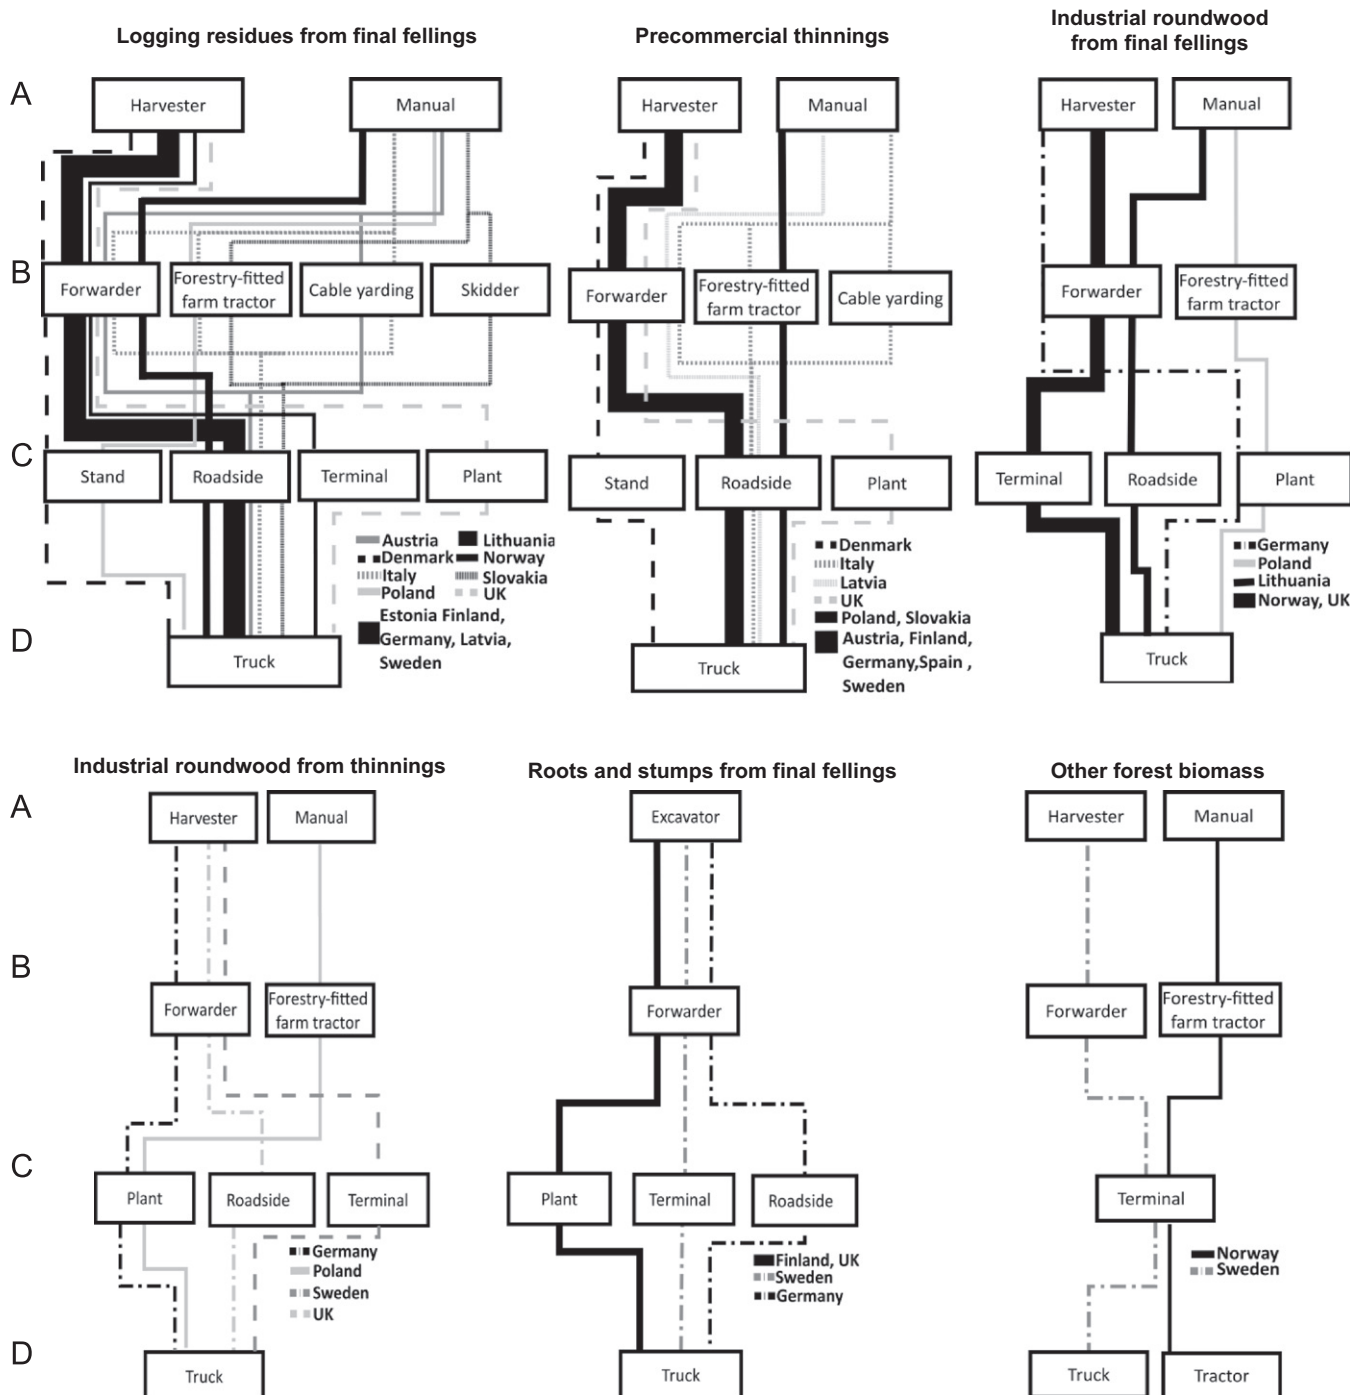 Logging residues from final fellings
Precommercial thinnings
Industrial roundwood
from final fellings
A
Harvester
Manual
Harvester
Manual
Harvester
Manual
B
Forwarder
Forestry-fitted
farm tractor
Cable yarding
Skidder
Forwarder
Forestry-fitted
farm tractor
Cable yarding
Forwarder
Forestry-fitted
farm tractor
C
Stand
Roadside
Terminal
Plant
Stand
Roadside
Plant
Terminal
Roadside
Plant
Austria
Lithuania
Denmark
Norway
Italy
Slovakia
Poland
UK
Estonia Finland,
Germany, Latvia,
Sweden
Denmark
Italy
Latvia
UK
Poland, Slovakia
Austria, Finland,
Germany,Spain ,
Sweden
Germany
Poland
Lithuania
Norway, UK
D
Truck
Truck
Truck
Industrial roundwood from thinnings
Roots and stumps from final fellings
Other forest biomass
A
Harvester
Manual
Excavator
Harvester
Manual
B
Forwarder
Forestry-fitted
farm tractor
Forwarder
Forwarder
Forestry-fitted
farm tractor
C
Plant
Roadside
Terminal
Plant
Terminal
Roadside
Terminal
Germany
Poland
Sweden
UK
Finland, UK
Sweden
Germany
Norway
Sweden
D
Truck
Truck
Truck
Tractor